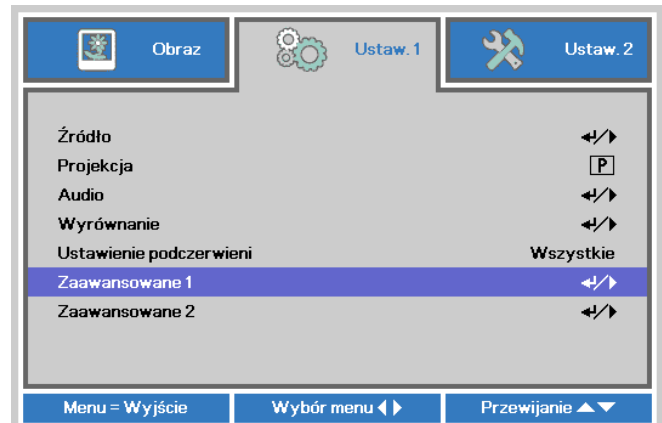 Obraz
Ustaw. 1
Ustaw. 2
Źródło
Projekcja P
Audio
Wyrównanie
Ustawienie podczerwieni Wszystkie
Zaawansowane 1
Zaawansowane 2
Menu = Wyjście
Wybór menu
Przewijanie